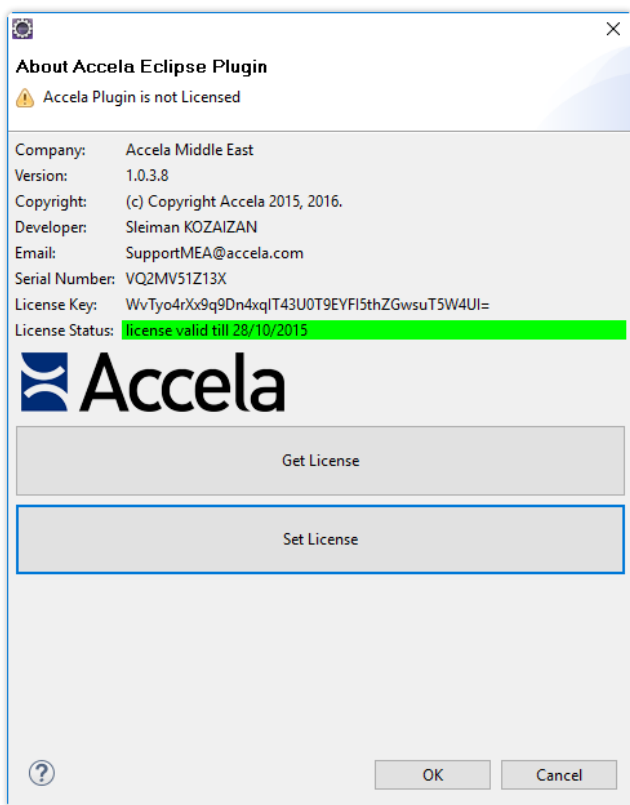 About Accela Eclipse Plugin
Accela Plugin is not Licensed
Company: Accela Middle East
Version: 1.0.3.8
Copyright: (c) Copyright Accela 2015, 2016.
Developer: Sleiman KOZAIZAN
Email: SupportMEA@accela.com
Serial Number: VQ2MV51Z13X
License Key: WvTyo4rXx9q9Dn4xqIT43U0T9EYFI5thZGwsuT5W4UI=
License Status: license valid till 28/10/2015
Accela
Get License
Set License
OK Cancel